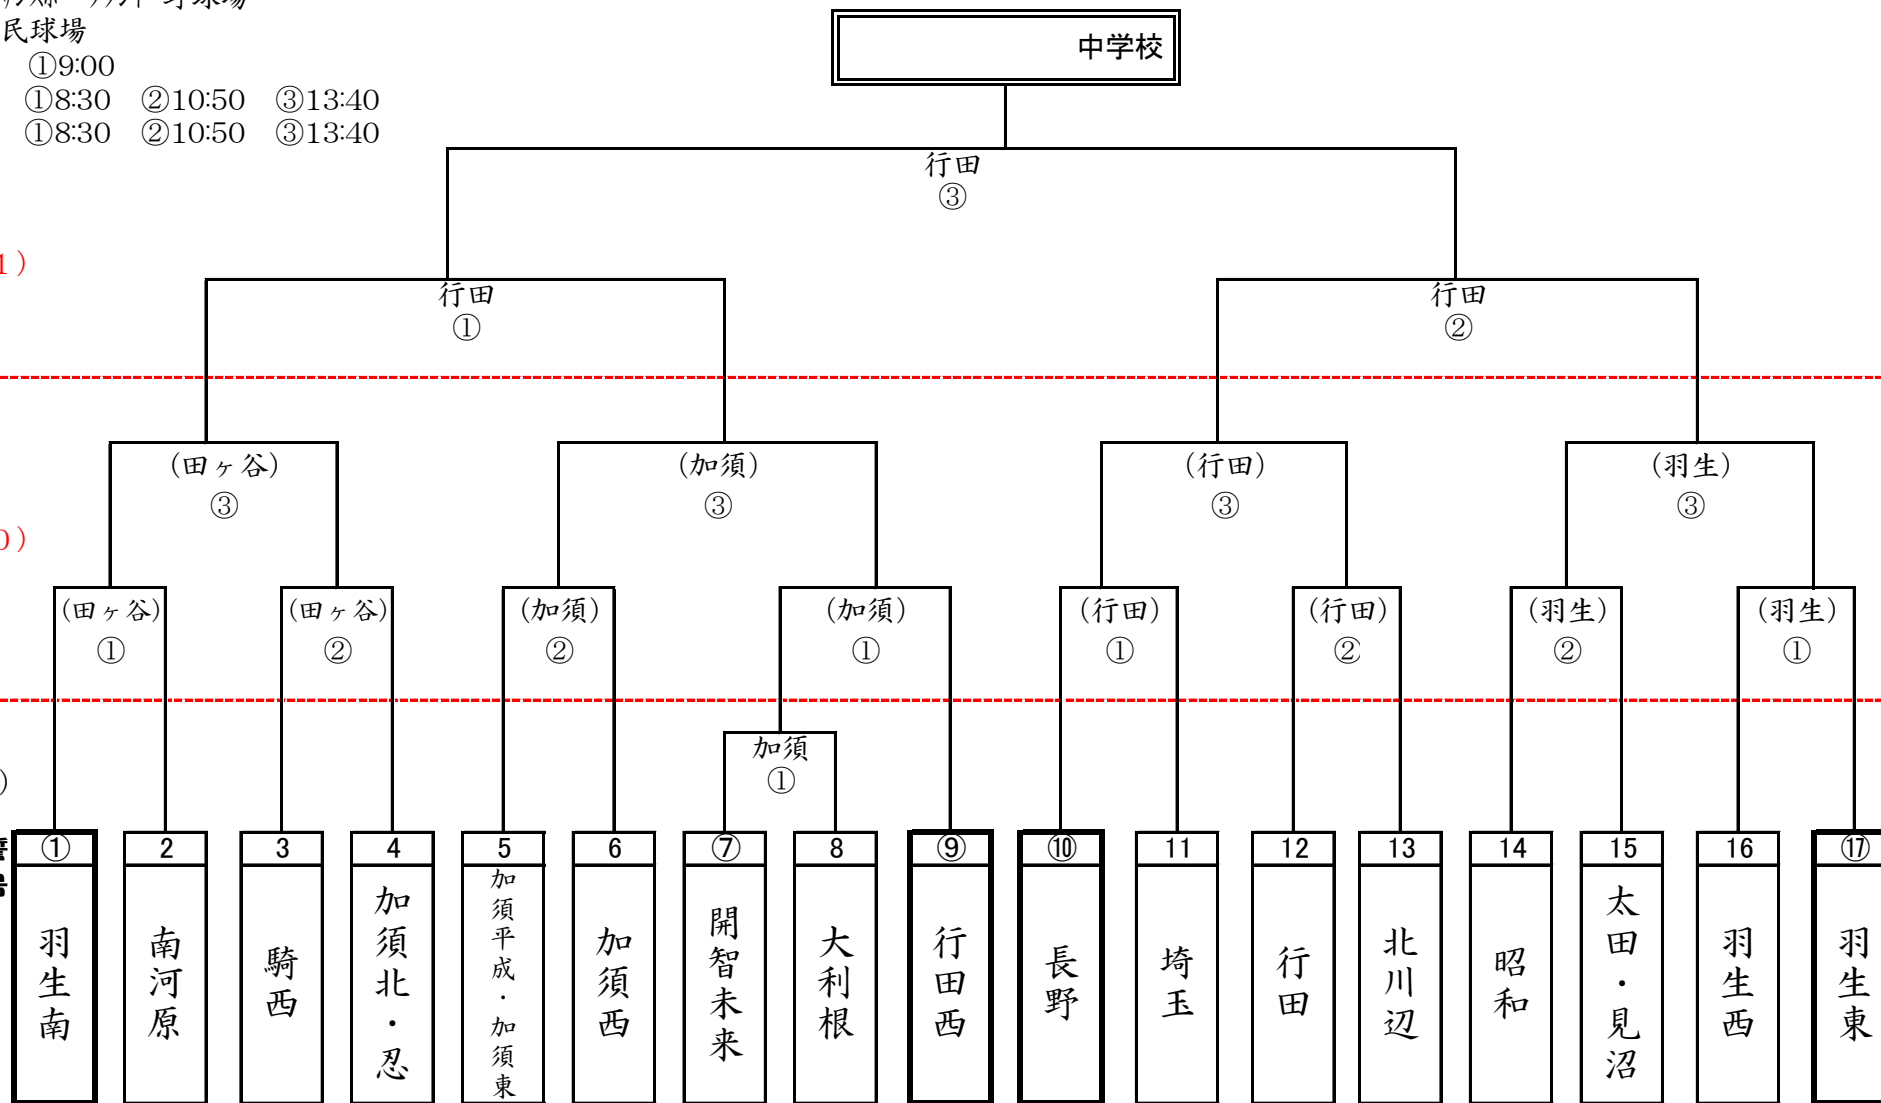 野球場
民球場
中学校
①9:00
①8:30 ②10:50 ③13:40
①8:30 ②10:50 ③13:40
行田
③
1)
行田 行田
① ②
(田ヶ谷) (加須) (行田) (羽生)
③ ③ ③ ③
0)
(田ヶ谷) (田ヶ谷) (加須) (加須) (行田) (行田) (羽生) (羽生)
① ② ② ① ① ② ② ①
加須
①
)
① 2 3 4 5 6 ⑦ 8 ⑨ ⑩ 11 12 13 14 15 16 ⑰
羽生南
南河原
騎西
加須北・忍
加須平成・加須東
加須西
開智未来
大利根
行田西
長野
埼玉
行田
北川辺
昭和
太田・見沼
羽生西
羽生東